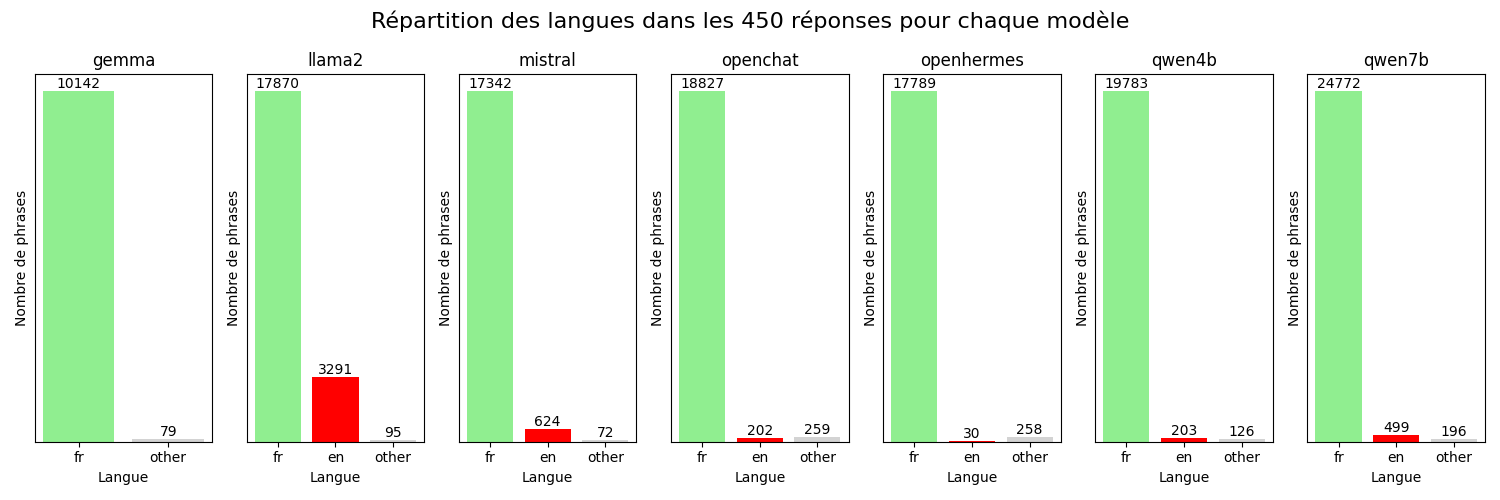 Répartition des langues dans les 450 réponses pour chaque modèle
gemma
10142
79
Nombre de phrases
fr other
Langue
llama2
17870
3291
95
Nombre de phrases
fr en other
Langue
mistral
17342
624
72
Nombre de phrases
fr en other
Langue
openchat
18827
202
259
Nombre de phrases
fr en other
Langue
openhermes
17789
30
258
Nombre de phrases
fr en other
Langue
qwen4b
19783
203
126
Nombre de phrases
fr en other
Langue
qwen7b
24772
499
196
Nombre de phrases
fr en other
Langue